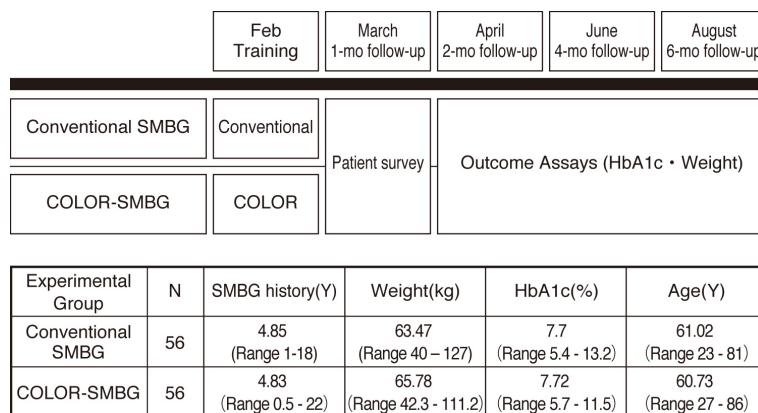 Feb
Training
March
1-mo follow-up
April
2-mo follow-up
June
4-mo follow-up
August
6-mo follow-up
Conventional SMBG
Conventional
Patient survey
Outcome Assays (HbA1c・Weight)
COLOR-SMBG
COLOR
Experimental
Group
N
SMBG history(Y)
Weight(kg)
HbA1c(%)
Age(Y)
Conventional
SMBG
56
4.85
(Range 1-18)
63.47
(Range 40 – 127)
7.7
(Range 5.4 - 13.2)
61.02
(Range 23 - 81)
COLOR-SMBG
56
4.83
(Range 0.5 - 22)
65.78
(Range 42.3 - 111.2)
7.72
(Range 5.7 - 11.5)
60.73
(Range 27 - 86)